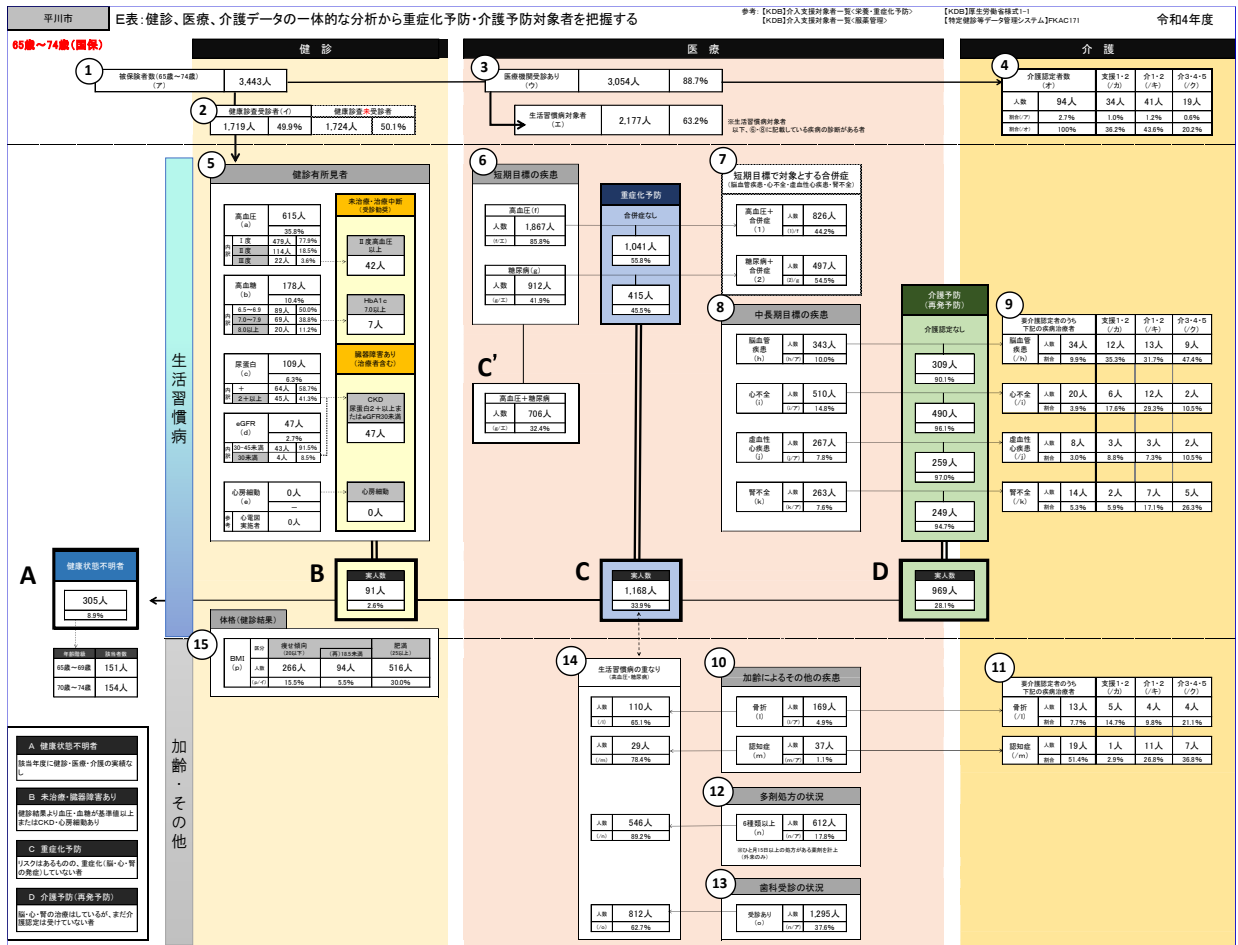 平川市
E表：健診、医療、介護データの一体的な分析から重症化予防・介護予防対象者を把握する
参考：【KDB】介入支援対象者一覧<栄養・重症化予防>
【KDB】介入支援対象者一覧<服薬管理>
【KDB】厚生労働省様式1-1
【特定健診等データ管理システム】FKAC171
令和4年度
65歳～74歳(国保)
健 診
医 療
介 護
1
被保険者数(65歳～74歳)
(ア)
3,443人
2
健康診査受診者(イ) 健康診査未受診者
1,719人 49.9% 1,724人 50.1%
3
医療機関受診あり
(ウ)
3,054人 88.7%
生活習慣病対象者
(エ)
2,177人 63.2%
※生活習慣病対象者
以下、⑥・⑧に記載している疾病の診断がある者
4
介護認定者数
(オ)
支援1・2
(/カ)
介1・2
(/キ)
介3・4・5
(/ク)
人数 94人 34人 41人 19人
割合(/ア) 2.7% 1.0% 1.2% 0.6%
割合(/オ) 100% 36.2% 43.6% 20.2%
生活習慣病
5
健診有所見者
高血圧
(a)
615人
35.8%
内訳
Ⅰ度 479人 77.9%
Ⅱ度 114人 18.5%
Ⅲ度 22人 3.6%
高血糖
(b)
178人
10.4%
内訳
6.5～6.9 89人 50.0%
7.0～7.9 69人 38.8%
8.0以上 20人 11.2%
尿蛋白
(c)
109人
6.3%
内訳
＋ 64人 58.7%
2＋以上 45人 41.3%
eGFR
(d)
47人
2.7%
内訳
30-45未満 43人 91.5%
30未満 4人 8.5%
心房細動
(e)
0人
―
参考
心電図
実施者
0人
未治療・治療中断
(受診勧奨)
Ⅱ度高血圧
以上
42人
HbA1c
7.0以上
7人
臓器障害あり
(治療者含む)
CKD
尿蛋白2＋以上ま
たはeGFR30未満
47人
心房細動
0人
6
短期目標の疾患
高血圧(f)
人数 1,867人
(f/エ) 85.8%
糖尿病(g)
人数 912人
(g/エ) 41.9%
C'
高血圧＋糖尿病
人数 706人
(g/エ) 32.4%
重症化予防
合併症なし
1,041人
55.8%
415人
45.5%
7
短期目標で対象とする合併症
(脳血管疾患・心不全・虚血性心疾患・腎不全)
高血圧＋
合併症
(1)
人数 826人
(1)/f 44.2%
糖尿病＋
合併症
(2)
人数 497人
(2)/g 54.5%
8
中長期目標の疾患
脳血管
疾患
(h)
人数 343人
(h/ア) 10.0%
心不全
(i)
人数 510人
(i/ア) 14.8%
虚血性
心疾患
(j)
人数 267人
(j/ア) 7.8%
腎不全
(k)
人数 263人
(k/ア) 7.6%
介護予防
(再発予防)
介護認定なし
309人
90.1%
490人
96.1%
259人
97.0%
249人
94.7%
9
要介護認定者のうち
下記の疾病治療者
支援1・2
(/カ)
介1・2
(/キ)
介3・4・5
(/ク)
脳血管
疾患
(/h)
人数 34人 12人 13人 9人
割合 9.9% 35.3% 31.7% 47.4%
心不全
(/i)
人数 20人 6人 12人 2人
割合 3.9% 17.6% 29.3% 10.5%
虚血性
心疾患
(/j)
人数 8人 3人 3人 2人
割合 3.0% 8.8% 7.3% 10.5%
腎不全
(/k)
人数 14人 2人 7人 5人
割合 5.3% 5.9% 17.1% 26.3%
A
健康状態不明者
305人
8.9%
年齢階級 該当者数
65歳～69歳 151人
70歳～74歳 154人
B
実人数
91人
2.6%
C
実人数
1,168人
33.9%
D
実人数
969人
28.1%
加齢・その他
体格(健診結果)
15
BMI
(p)
区分
痩せ傾向
(20以下)
(再)18.5未満
肥満
(25以上)
人数 266人 94人 516人
(p/イ) 15.5% 5.5% 30.0%
14
生活習慣病の重なり
(高血圧・糖尿病)
人数 110人
(/l) 65.1%
人数 29人
(/m) 78.4%
人数 546人
(/n) 89.2%
人数 812人
(/o) 62.7%
10
加齢によるその他の疾患
骨折
(l)
人数 169人
(l/ア) 4.9%
認知症
(m)
人数 37人
(m/ア) 1.1%
12
多剤処方の状況
6種類以上
(n)
人数 612人
(n/ア) 17.8%
※ひと月15日以上の処方がある薬剤を計上
(外来のみ)
13
歯科受診の状況
受診あり
(o)
人数 1,295人
(n/ア) 37.6%
11
要介護認定者のうち
下記の疾病治療者
支援1・2
(/カ)
介1・2
(/キ)
介3・4・5
(/ク)
骨折
(/l)
人数 13人 5人 4人 4人
割合 7.7% 14.7% 9.8% 21.1%
認知症
(/m)
人数 19人 1人 11人 7人
割合 51.4% 2.9% 26.8% 36.8%
A 健康状態不明者
該当年度に健診・医療・介護の実績な
し
B 未治療・臓器障害あり
健診結果より血圧・血糖が基準値以上
またはCKD・心房細動あり
C 重症化予防
リスクはあるものの、重症化(脳・心・腎
の発症)していない者
D 介護予防(再発予防)
脳・心・腎の治療はしているが、まだ介
護認定は受けていない者